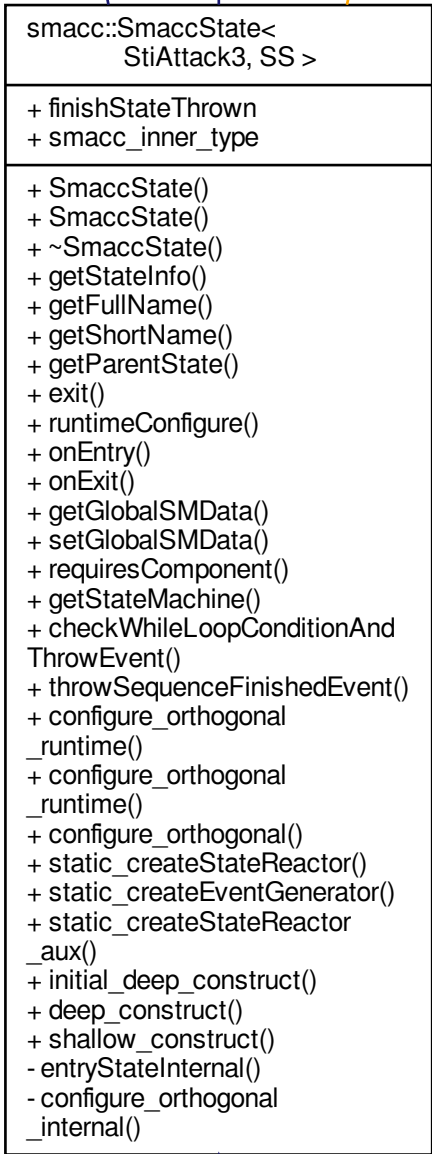 smacc::SmaccState<
StiAttack3, SS >
+ finishStateThrown
+ smacc_inner_type
+ SmaccState()
+ SmaccState()
+ ~SmaccState()
+ getStateInfo()
+ getFullName()
+ getShortName()
+ getParentState()
+ exit()
+ runtimeConfigure()
+ onEntry()
+ onExit()
+ getGlobalSMData()
+ setGlobalSMData()
+ requiresComponent()
+ getStateMachine()
+ checkWhileLoopConditionAnd
ThrowEvent()
+ throwSequenceFinishedEvent()
+ configure_orthogonal
_runtime()
+ configure_orthogonal
_runtime()
+ configure_orthogonal()
+ static_createStateReactor()
+ static_createEventGenerator()
+ static_createStateReactor
_aux()
+ initial_deep_construct()
+ deep_construct()
+ shallow_construct()
- entryStateInternal()
- configure_orthogonal
_internal()